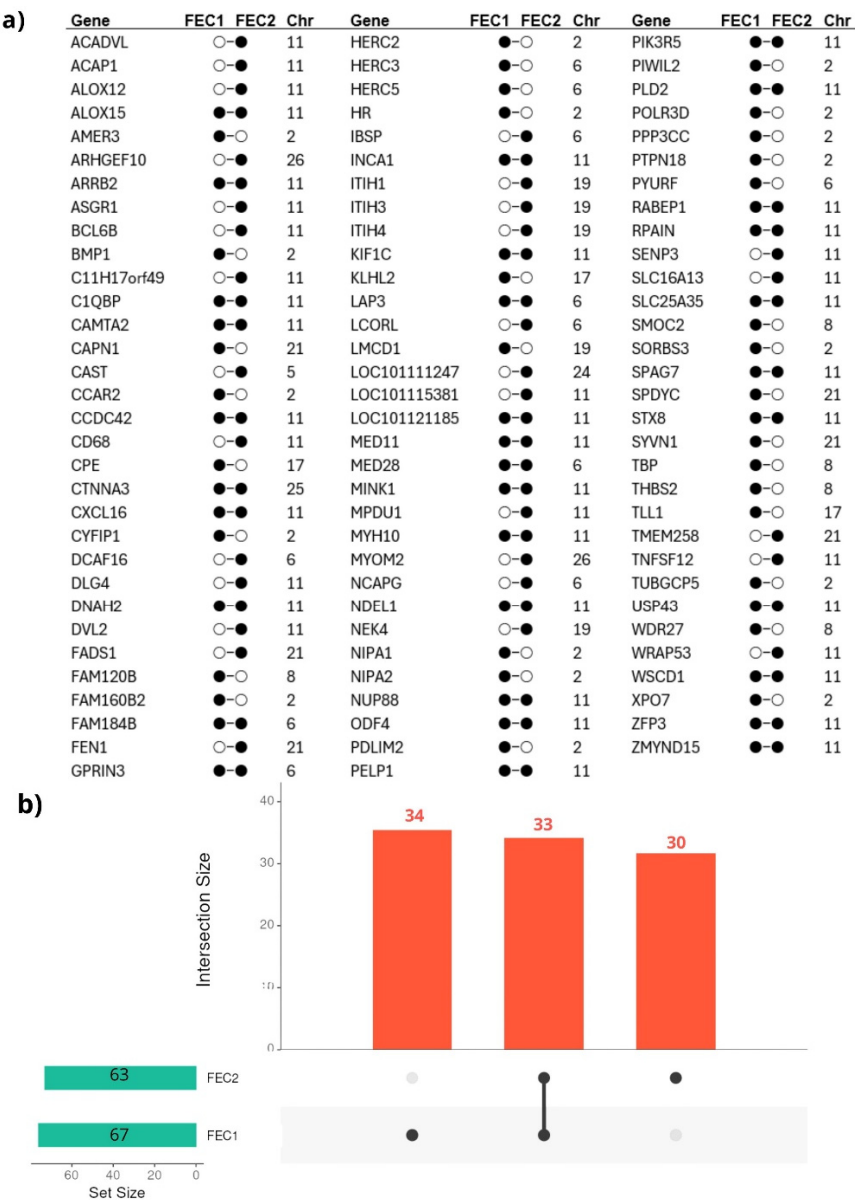 a)
Gene FEC1 FEC2 Chr Gene FEC1 FEC2 Chr Gene FEC1 FEC2 Chr
ACADVL ○-● 11 HERC2 ●-○ 2 PIK3R5 ●-● 11
ACAP1 ○-● 11 HERC3 ●-○ 6 PIWIL2 ●-○ 2
ALOX12 ○-● 11 HERC5 ●-○ 6 PLD2 ●-● 11
ALOX15 ●-● 11 HR ●-○ 2 POLR3D ●-○ 2
AMER3 ●-○ 2 IBSP ○-● 6 PPP3CC ●-○ 2
ARHGEF10 ○-● 26 INCA1 ●-● 11 PTPN18 ●-○ 2
ARRB2 ●-● 11 ITIH1 ○-● 19 PYURF ●-○ 6
ASGR1 ○-● 11 ITIH3 ○-● 19 RABEP1 ●-● 11
BCL6B ○-● 11 ITIH4 ○-● 19 RPAIN ●-● 11
BMP1 ●-○ 2 KIF1C ●-● 11 SENP3 ○-● 11
C11H17orf49 ○-● 11 KLHL2 ●-○ 17 SLC16A13 ○-● 11
C1QBP ●-● 11 LAP3 ●-● 6 SLC25A35 ●-● 11
CAMTA2 ●-● 11 LCORL ○-● 6 SMOC2 ●-○ 8
CAPN1 ●-○ 21 LMCD1 ●-○ 19 SORBS3 ●-○ 2
CAST ○-● 5 LOC101111247 ○-● 24 SPAG7 ●-● 11
CCAR2 ●-○ 2 LOC101115381 ○-● 11 SPDYC ●-○ 21
CCDC42 ●-● 11 LOC101121185 ●-● 11 STX8 ●-● 11
CD68 ○-● 11 MED11 ●-● 11 SYVN1 ●-○ 21
CPE ●-○ 17 MED28 ●-● 6 TBP ●-○ 8
CTNNA3 ●-● 25 MINK1 ●-● 11 THBS2 ●-○ 8
CXCL16 ●-● 11 MPDU1 ○-● 11 TLL1 ●-○ 17
CYFIP1 ●-○ 2 MYH10 ●-● 11 TMEM258 ○-● 21
DCAF16 ○-● 6 MYOM2 ○-● 26 TNFSF12 ○-● 11
DLG4 ○-● 11 NCAPG ○-● 6 TUBGCP5 ●-○ 2
DNAH2 ●-● 11 NDEL1 ●-● 11 USP43 ●-● 11
DVL2 ○-● 11 NEK4 ○-● 19 WDR27 ●-○ 8
FADS1 ○-● 21 NIPA1 ●-○ 2 WRAP53 ○-● 11
FAM120B ●-○ 8 NIPA2 ●-○ 2 WSCD1 ●-● 11
FAM160B2 ●-○ 2 NUP88 ●-● 11 XPO7 ●-○ 2
FAM184B ●-● 6 ODF4 ●-● 11 ZFP3 ●-● 11
FEN1 ○-● 21 PDLIM2 ●-○ 2 ZMYND15 ●-● 11
GPRIN3 ●-● 6 PELP1 ●-● 11
b)
Intersection Size
40
30
20
10
0
34 33 30
63 FEC2
67 FEC1
60 40 20 0
Set Size